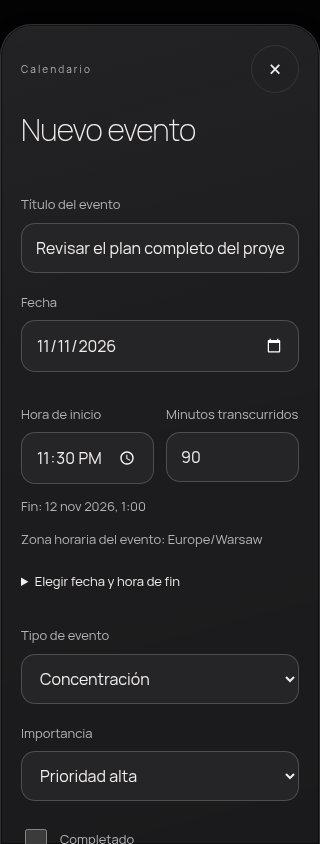 Calendario
Nuevo evento
Título del evento
Revisar el plan completo del proye
Fecha
11/11/2026
Hora de inicio
Minutos transcurridos
11:30 PM
90
Fin: 12 nov 2026, 1:00
Zona horaria del evento: Europe/Warsaw
Elegir fecha y hora de fin
Tipo de evento
Concentración
Importancia
Prioridad alta
Completado